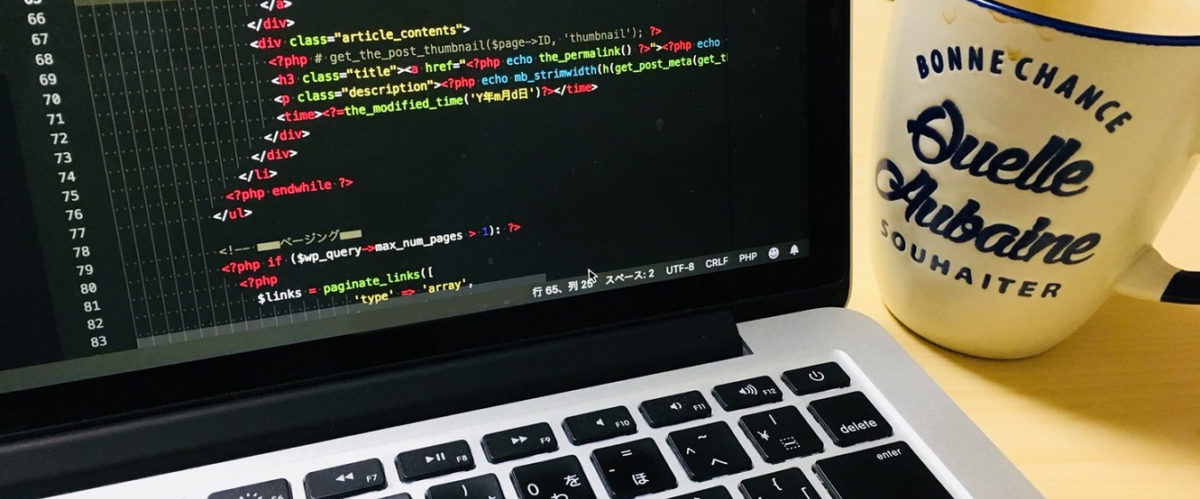 66
67
68
69
70
71
72
73
74
75
76
77
78
79
80
81
82
83
</a>
</div>
<div class="article_contents">
<?php # get_the_post_thumbnail($page->ID, 'thumbnail'); ?>
<h3 class="title"><a href="<?php echo the_permalink() ?>"><?php echo
<p class="description"><?php echo mb_strimwidth(h(get_post_meta(get_t
<time><?=the_modified_time('Y年m月d日')?></time>
</div>
</div>
</li>
<?php endwhile ?>
</ul>
<!-- ■■■ページング■■■
<?php if ($wp_query->max_num_pages > 1): ?>
<?php
$links = paginate_links([
'type' => 'array',
行 65、列 25 スペース: 2 UTF-8 CRLF PHP
BONNE CHANCE
Quelle
Aubaine
SOUHAITER
F6
F7
F8
F9
F10
F11
F12
0 を わ
- = ほ
~ ^ へ
¥ |
delete
enter
{